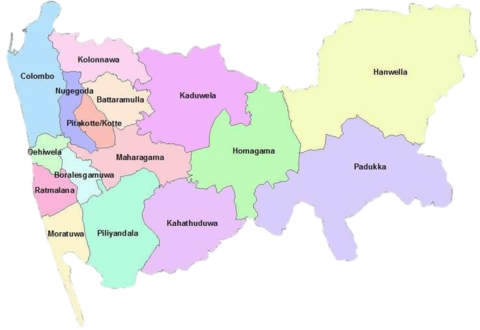 Kolonnawa
Hanwella
Colombo
Nugegoda
Battaramulla
Kaduwela
Pitakotte/Kotte
Dehiwela
Maharagama
Homagama
Padukka
Boralesgamuwa
Ratmalana
Kahathuduwa
Moratuwa
Piliyandala